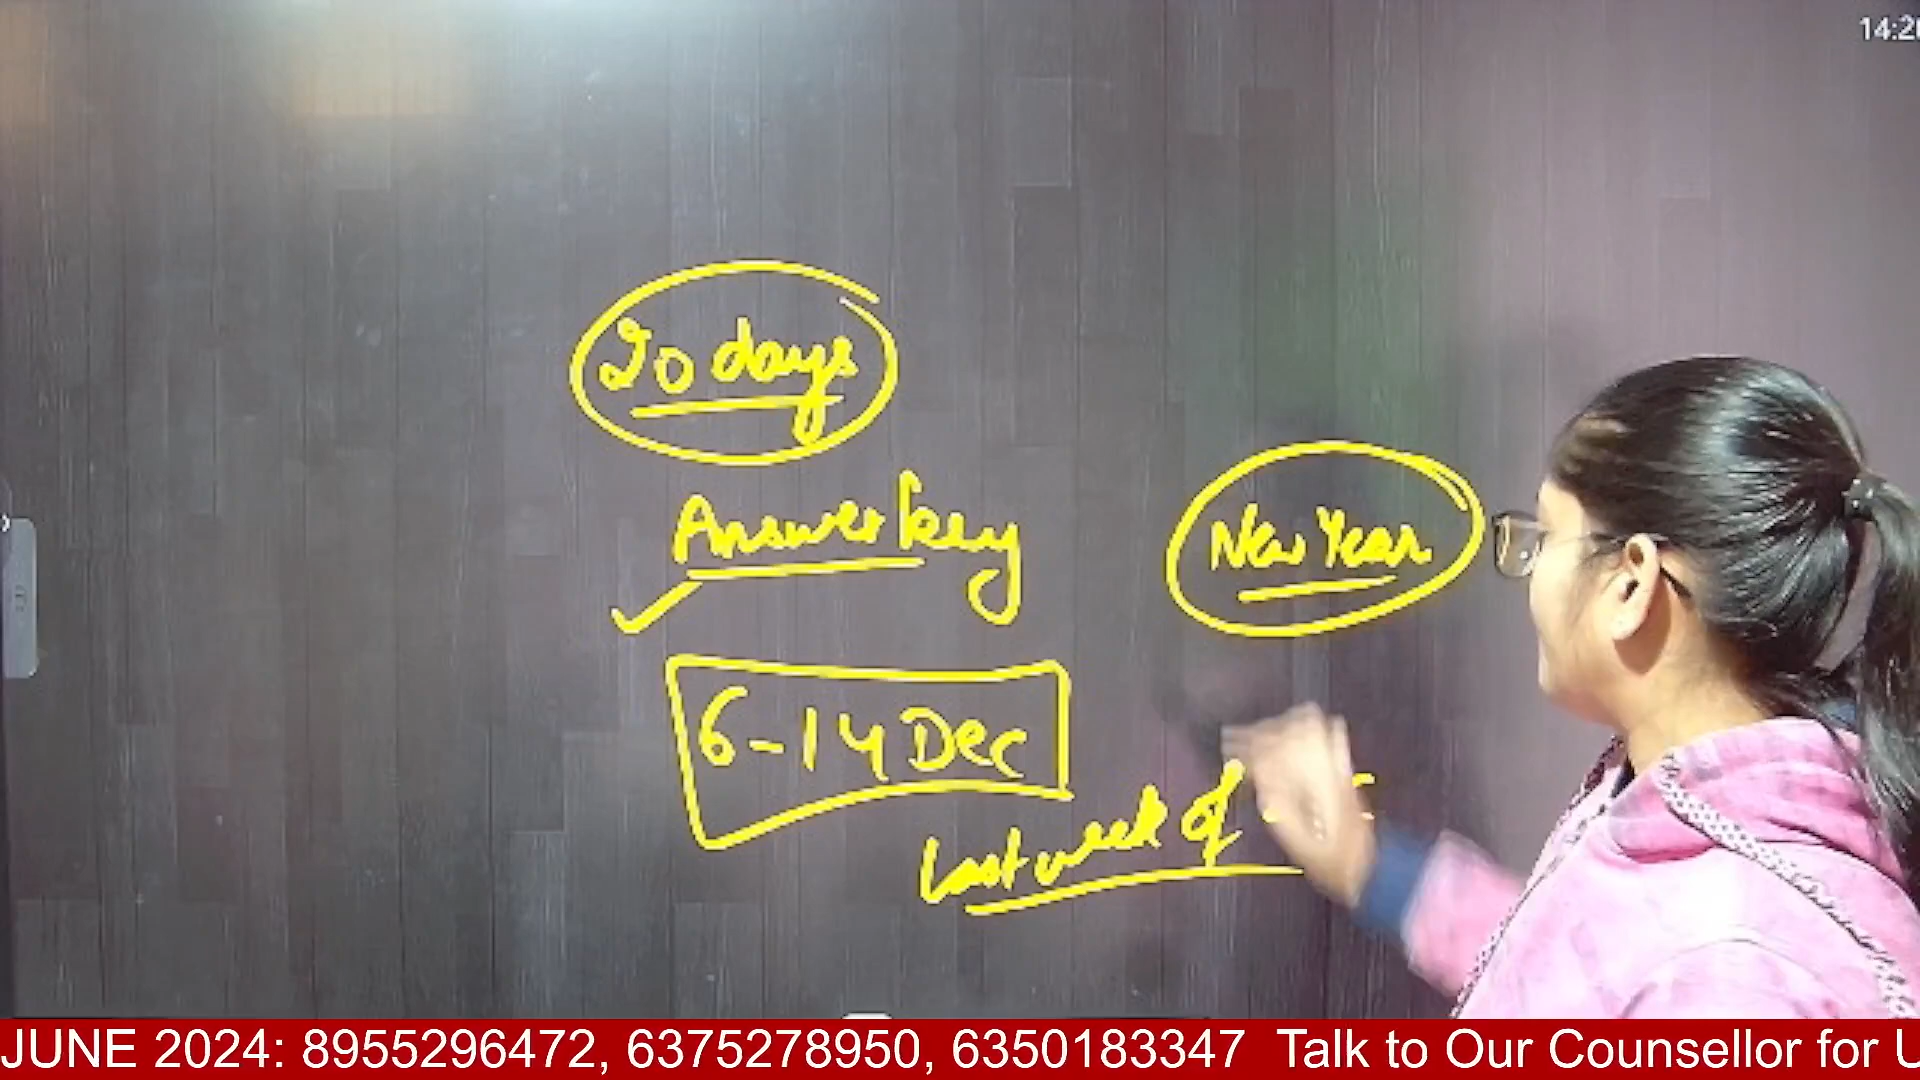 14:20
20 days
Answer key
New Year
6-14 Dec
Last week of
JUNE 2024: 8955296472, 6375278950, 6350183347 Talk to Our Counsellor for U